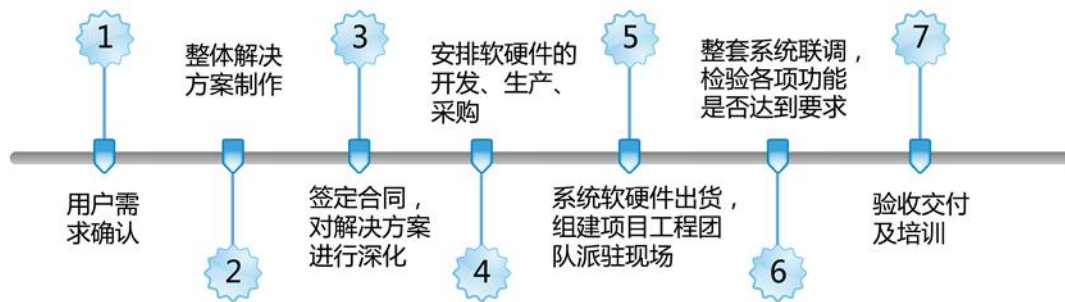 1
用户需
求确认
整体解决
方案制作
2
3
签定合同，
对解决方案
进行深化
安排软硬件的
开发、生产、
采购
4
5
系统软硬件出货，
组建项目工程团
队派驻现场
整套系统联调，
检验各项功能
是否达到要求
6
7
验收交付
及培训